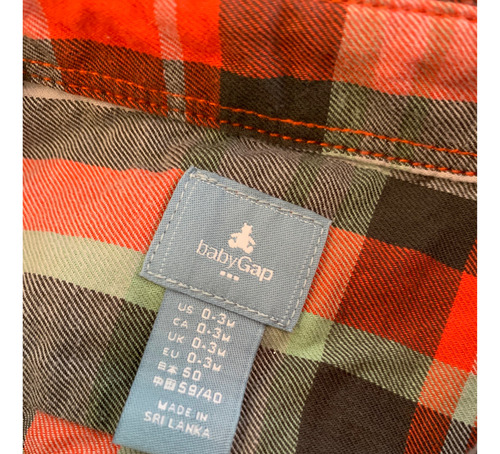 babyGap
US 0-3M
CA 0-3M
UK 0-3M
EU 0-3M
日本 50
中国 59/40
MADE IN
SRI LANKA